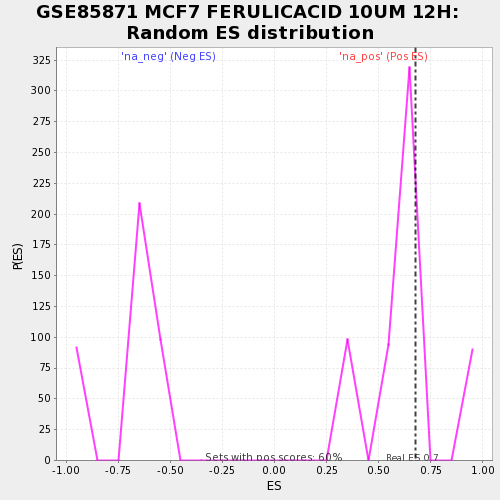 GSE85871 MCF7 FERULICACID 10UM 12H:
Random ES distribution
'na_neg' (Neg ES)
'na_pos' (Pos ES)
P(ES)
325
300
275
250
225
200
175
150
125
100
75
50
25
0
Sets with pos scores: 60%
Real ES 0.7
-1.00 -0.75 -0.50 -0.25 0.00 0.25 0.50 0.75 1.00
ES